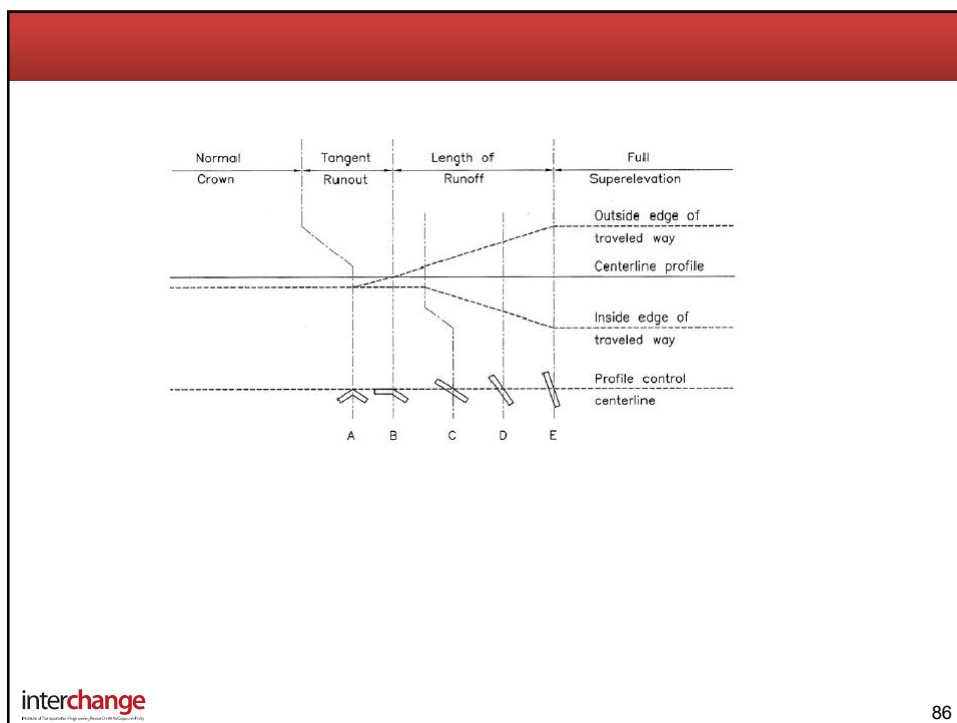 Normal Tangent Length of Full
Crown Runout Runoff Superelevation
Outside edge of
traveled way
Centerline profile
Inside edge of
traveled way
Profile control
centerline
A B C D E
interchange
86